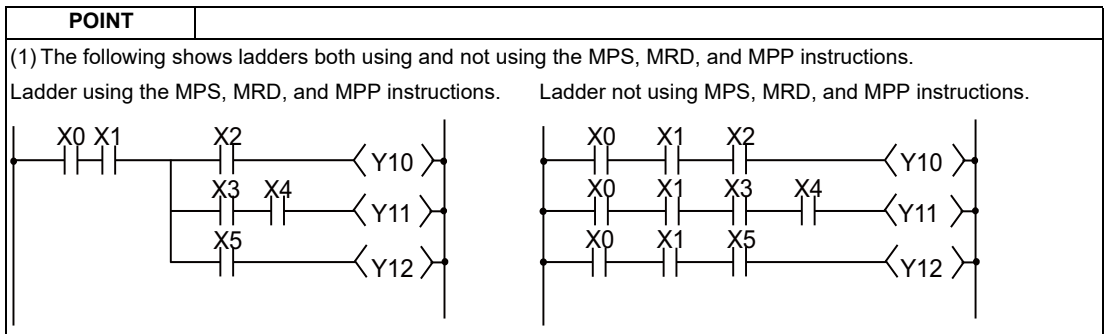 POINT
(1) The following shows ladders both using and not using the MPS, MRD, and MPP instructions.
Ladder using the MPS, MRD, and MPP instructions.
Ladder not using MPS, MRD, and MPP instructions.
X0 X1 X2 Y10
X3 X4 Y11
X5 Y12
X0 X1 X2 Y10
X0 X1 X3 X4 Y11
X0 X1 X5 Y12